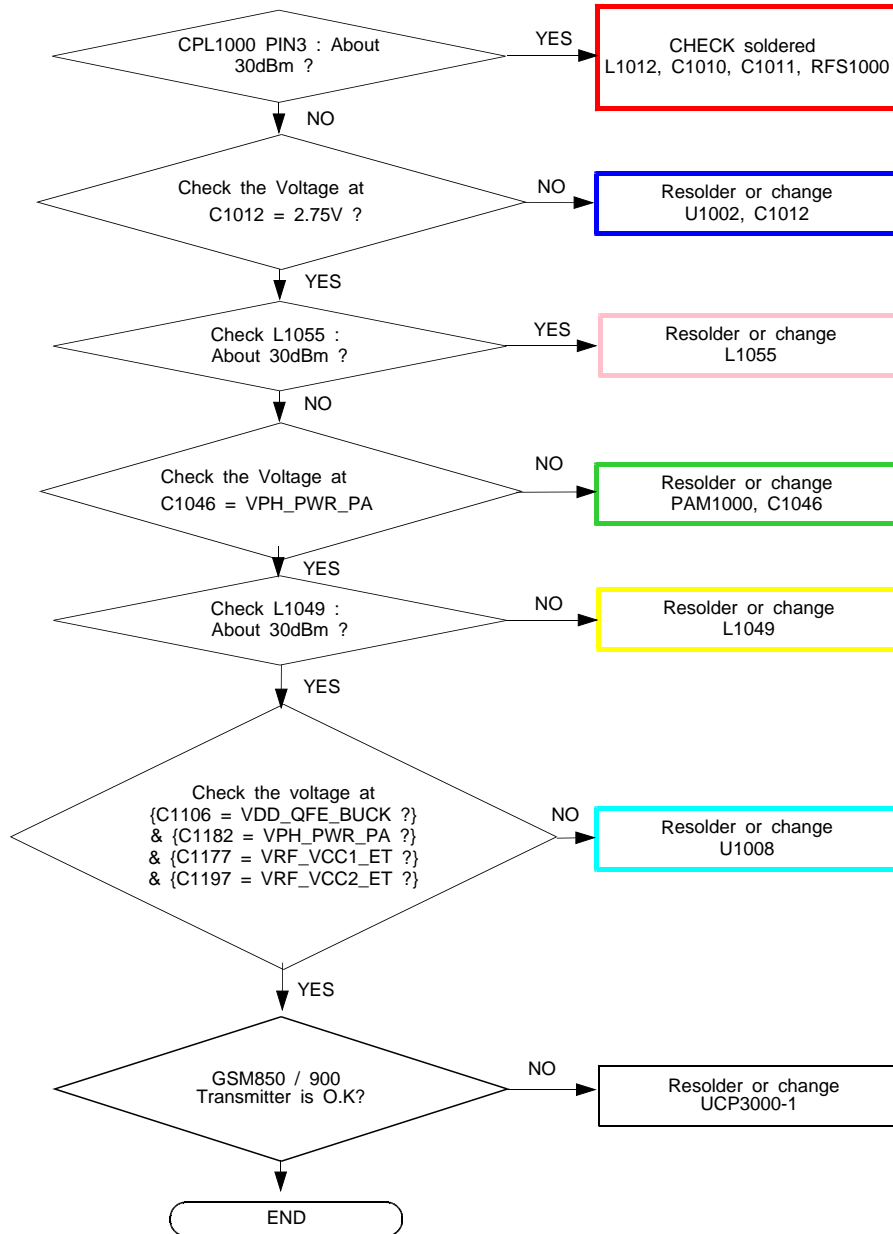 CPL1000 PIN3 : About
30dBm ?
YES
CHECK soldered
L1012, C1010, C1011, RFS1000
NO
Check the Voltage at
C1012 = 2.75V ?
NO
Resolder or change
U1002, C1012
YES
Check L1055 :
About 30dBm ?
YES
Resolder or change
L1055
NO
Check the Voltage at
C1046 = VPH_PWR_PA
NO
Resolder or change
PAM1000, C1046
YES
Check L1049 :
About 30dBm ?
NO
Resolder or change
L1049
YES
Check the voltage at
{C1106 = VDD_QFE_BUCK ?}
& {C1182 = VPH_PWR_PA ?}
& {C1177 = VRF_VCC1_ET ?}
& {C1197 = VRF_VCC2_ET ?}
NO
Resolder or change
U1008
YES
GSM850 / 900
Transmitter is O.K?
NO
Resolder or change
UCP3000-1
END